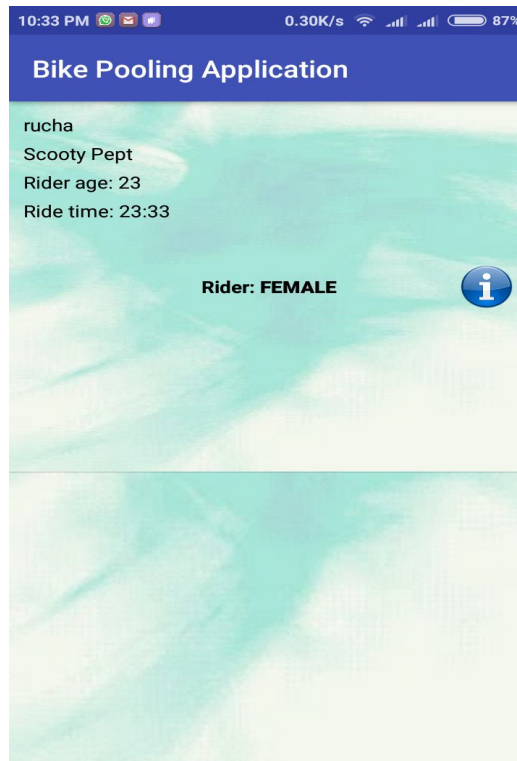 10:33 PM 0.30K/s 87%
Bike Pooling Application
rucha
Scooty Pept
Rider age: 23
Ride time: 23:33
Rider: FEMALE